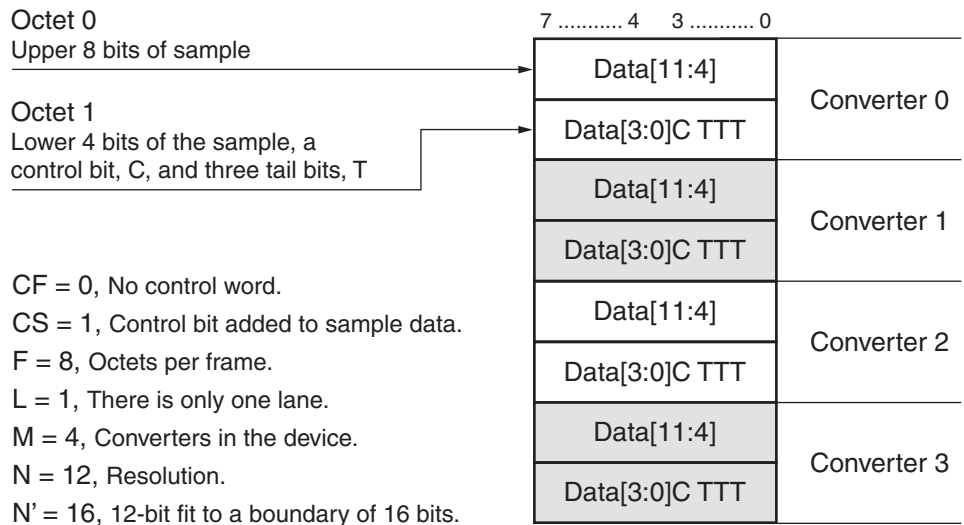 Octet 0
Upper 8 bits of sample
Octet 1
Lower 4 bits of the sample, a
control bit, C, and three tail bits, T
CF = 0, No control word.
CS = 1, Control bit added to sample data.
F = 8, Octets per frame.
L = 1, There is only one lane.
M = 4, Converters in the device.
N = 12, Resolution.
N' = 16, 12-bit fit to a boundary of 16 bits.
7 ........... 4 3 ........... 0
Data[11:4]
Data[3:0]C TTT
Converter 0
Data[11:4]
Data[3:0]C TTT
Converter 1
Data[11:4]
Data[3:0]C TTT
Converter 2
Data[11:4]
Data[3:0]C TTT
Converter 3